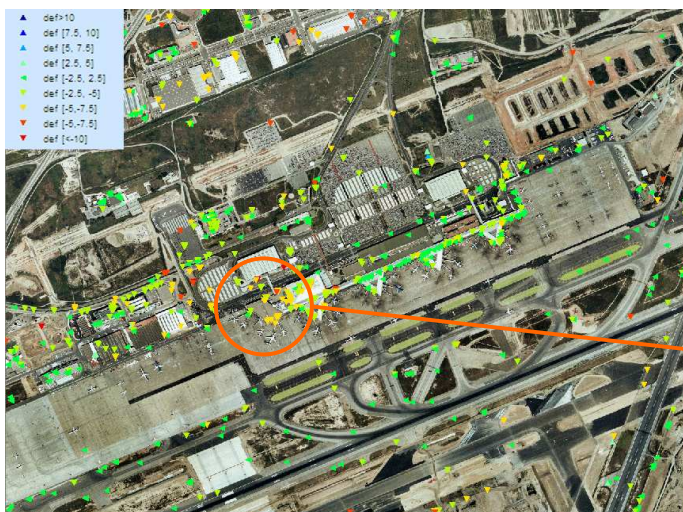 def>10
def [7.5, 10]
def [5, 7.5]
def [2.5, 5]
def [-2.5, 2.5]
def [-2.5, -5]
def [-5,-7.5]
def [-5,-7.5]
def [<-10]